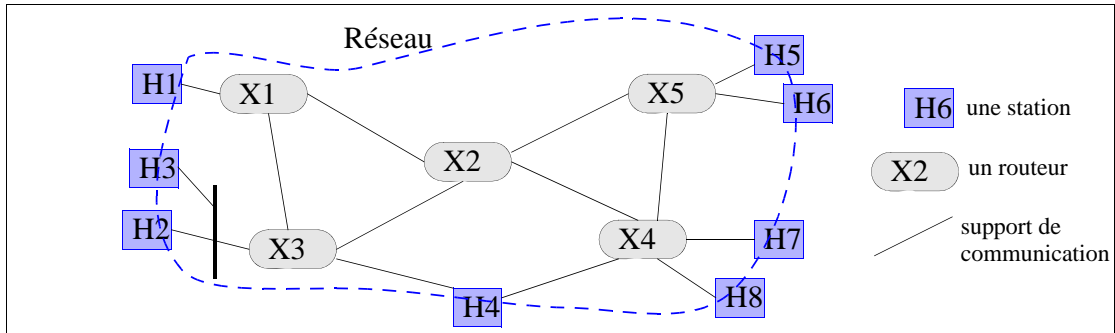 Réseau
H1
X1
H3
H2
X3
X2
H4
X5
X4
H5
H6
H7
H8
H6 une station
X2 un routeur
support de
communication